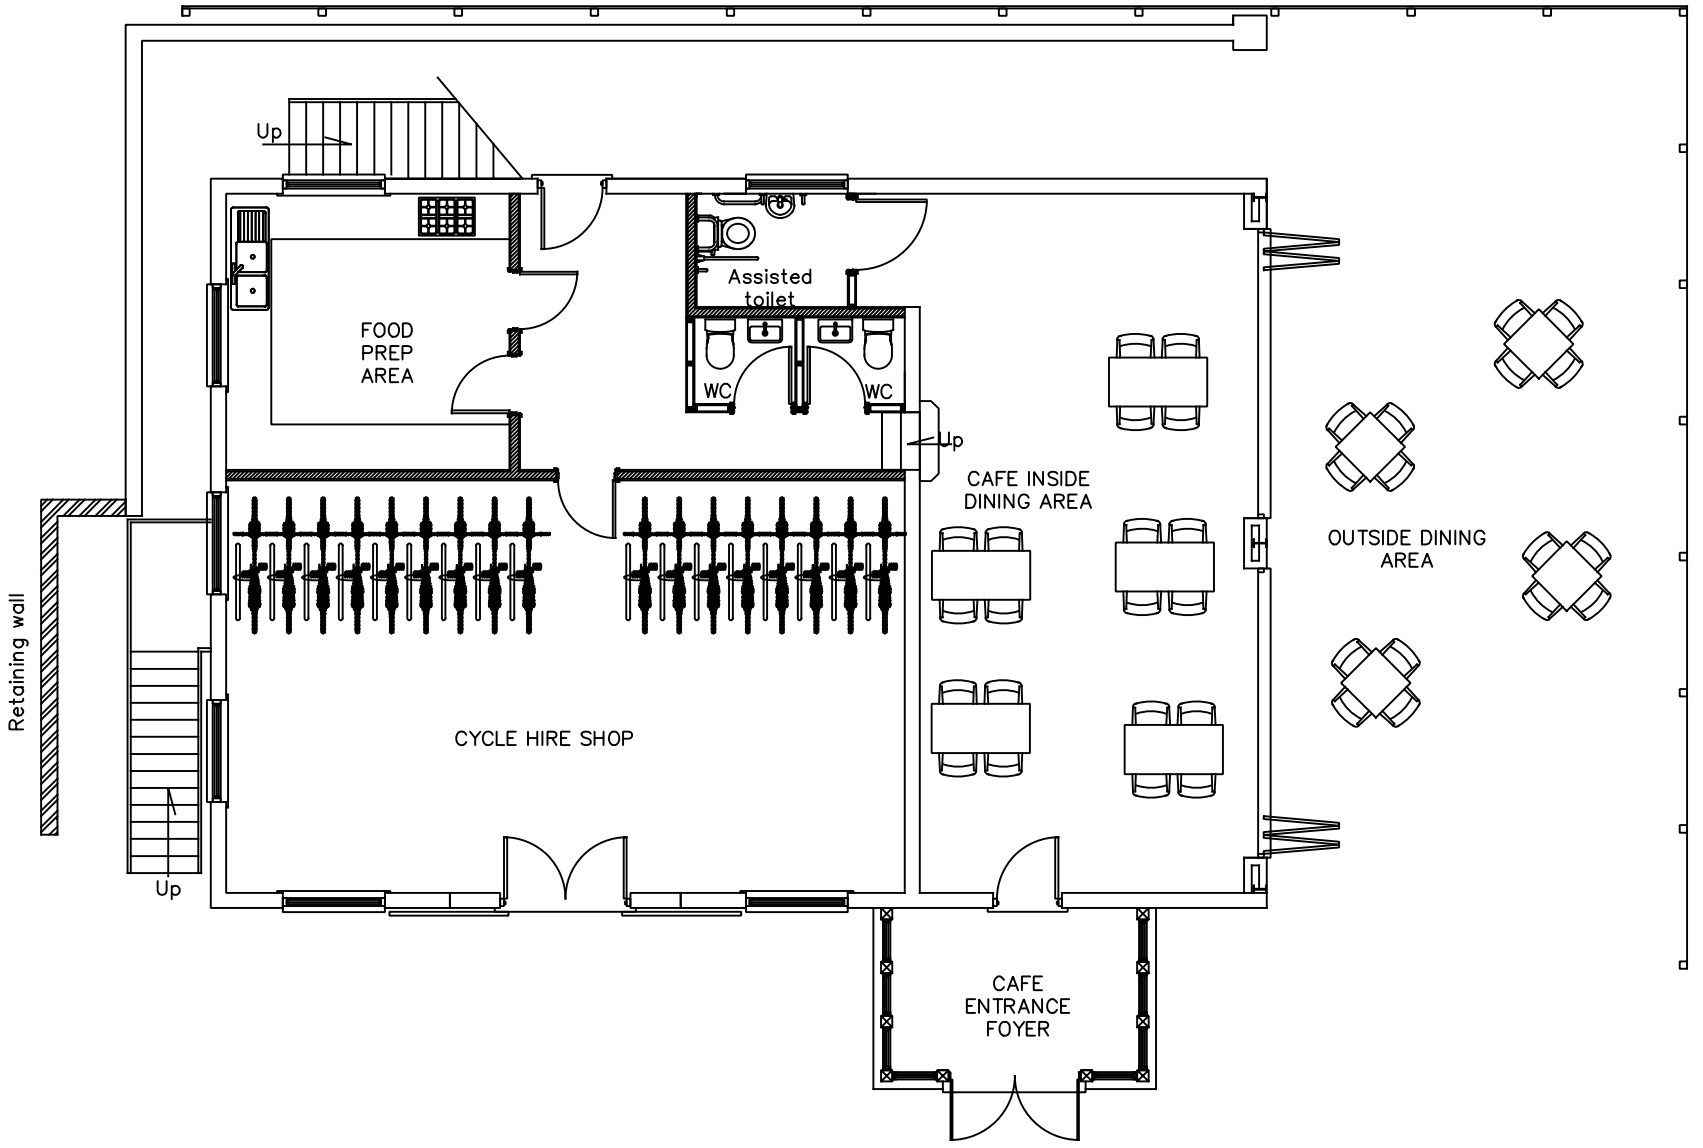 Up
Assisted
toilet
FOOD
PREP
AREA
WC
WC
Up
CAFE INSIDE
DINING AREA
OUTSIDE DINING
AREA
Retaining wall
CYCLE HIRE SHOP
Up
CAFE
ENTRANCE
FOYER